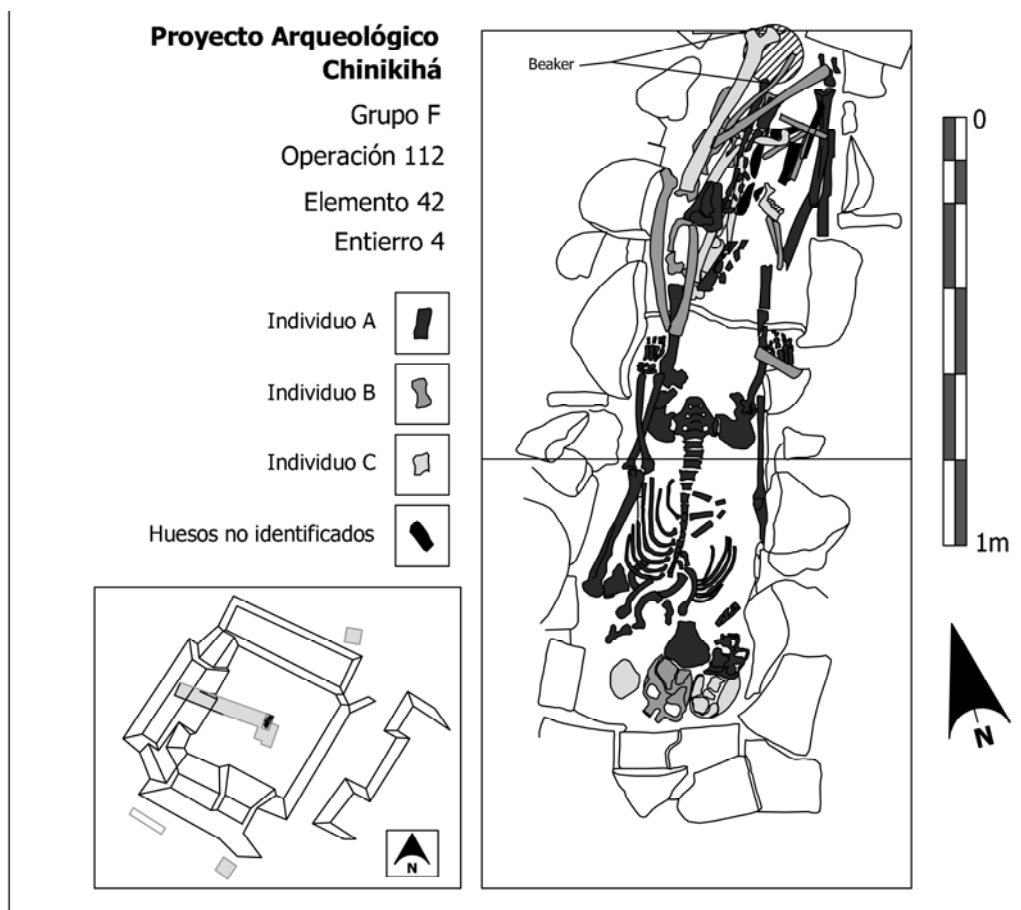 Proyecto Arqueológico
Chinikihá
Grupo F
Operación 112
Elemento 42
Entierro 4
Individuo A
Individuo B
Individuo C
Huesos no identificados
N
Beaker
0
1m
N